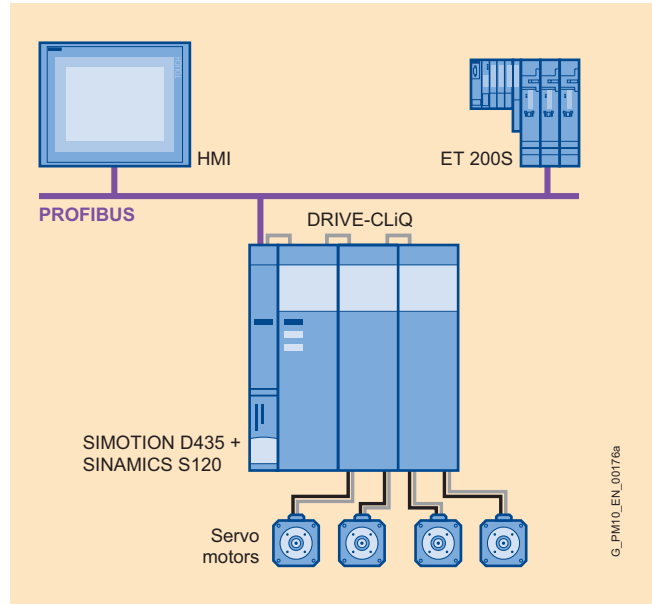 HMI
ET 200S
PROFIBUS
DRIVE-CLiQ
SIMOTION D435 +
SINAMICS S120
Servo
motors
G_PM10_EN_00176a